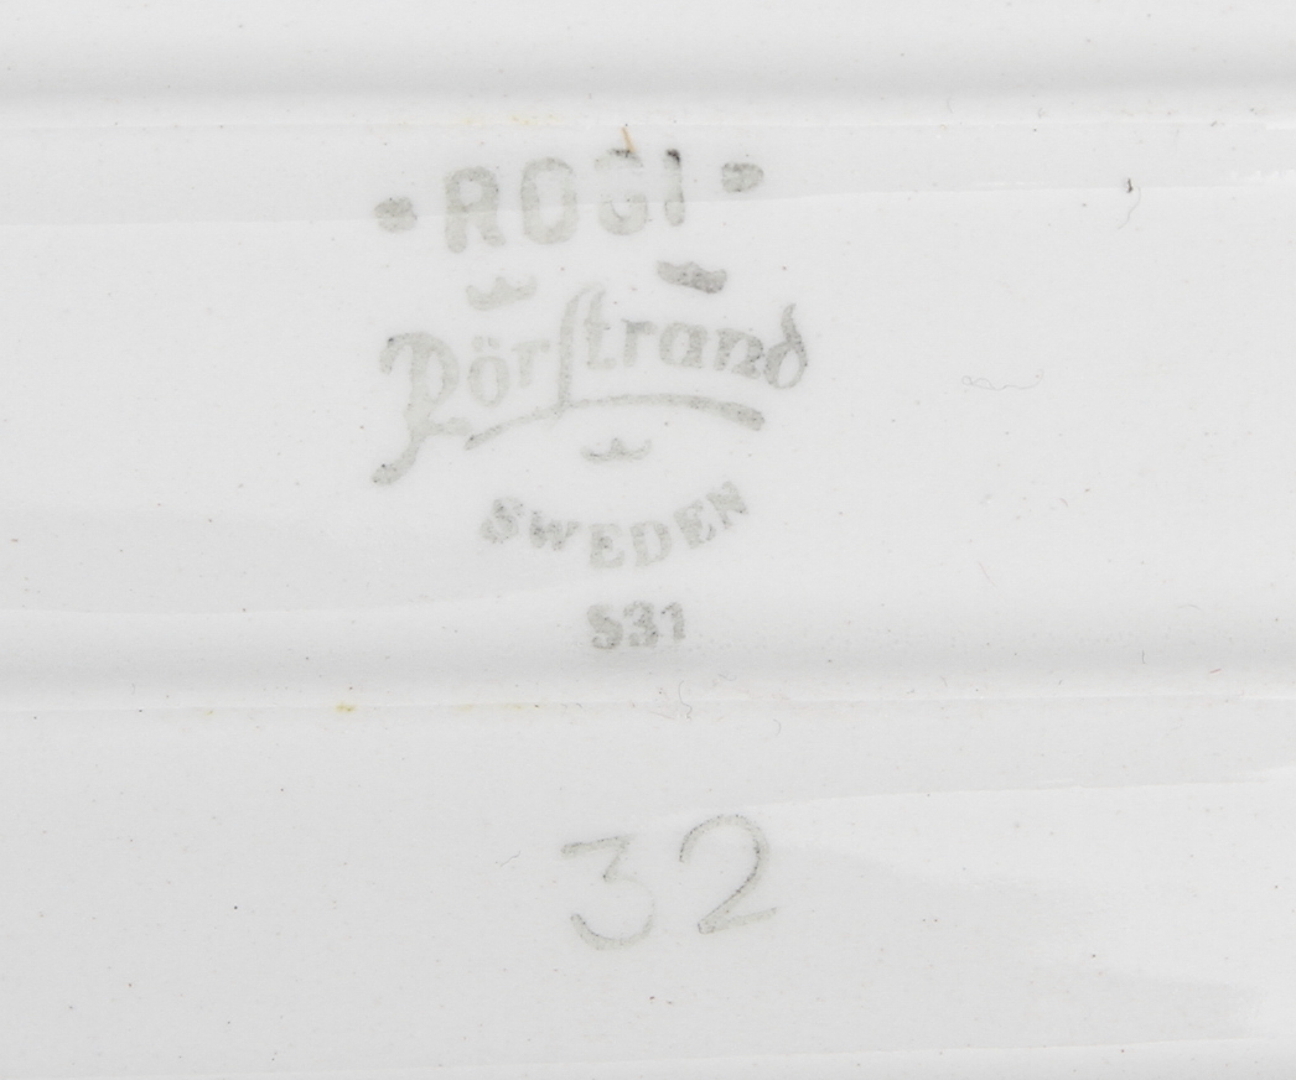 • ROGI •
Rörstrand
SWEDEN
531
32